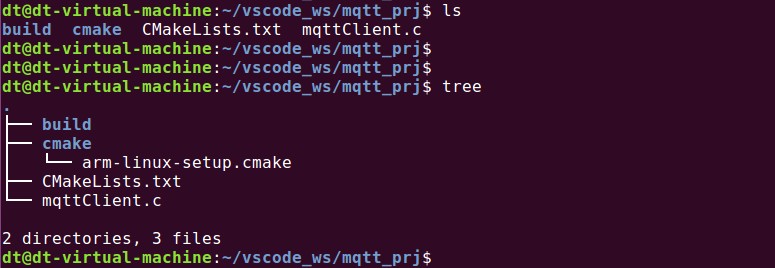 dt@dt-virtual-machine:~/vscode_ws/mqtt_prj$ ls
build  cmake  CMakeLists.txt  mqttClient.c
dt@dt-virtual-machine:~/vscode_ws/mqtt_prj$
dt@dt-virtual-machine:~/vscode_ws/mqtt_prj$
dt@dt-virtual-machine:~/vscode_ws/mqtt_prj$ tree
.
├── build
├── cmake
│   └── arm-linux-setup.cmake
├── CMakeLists.txt
└── mqttClient.c
2 directories, 3 files
dt@dt-virtual-machine:~/vscode_ws/mqtt_prj$